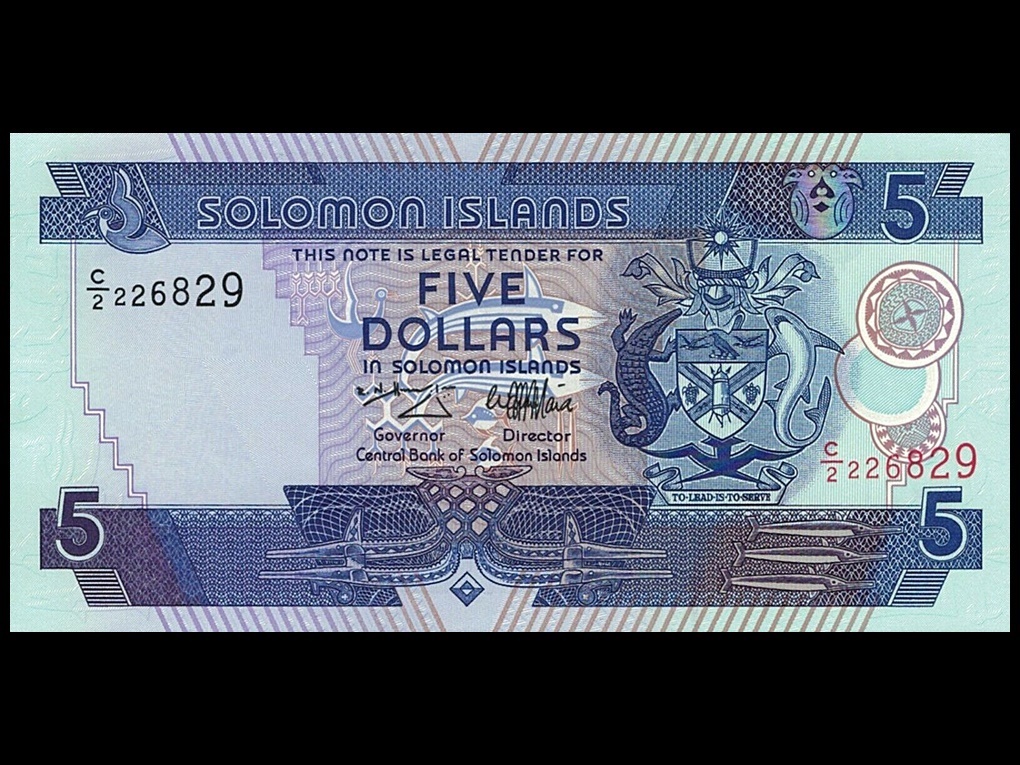 SOLOMON ISLANDS
5
THIS NOTE IS LEGAL TENDER FOR
C/2 226829
FIVE
DOLLARS
IN SOLOMON ISLANDS
Governor Director
Central Bank of Solomon Islands
C/2 226829
TO·LEAD·IS·TO·SERVE
5
5